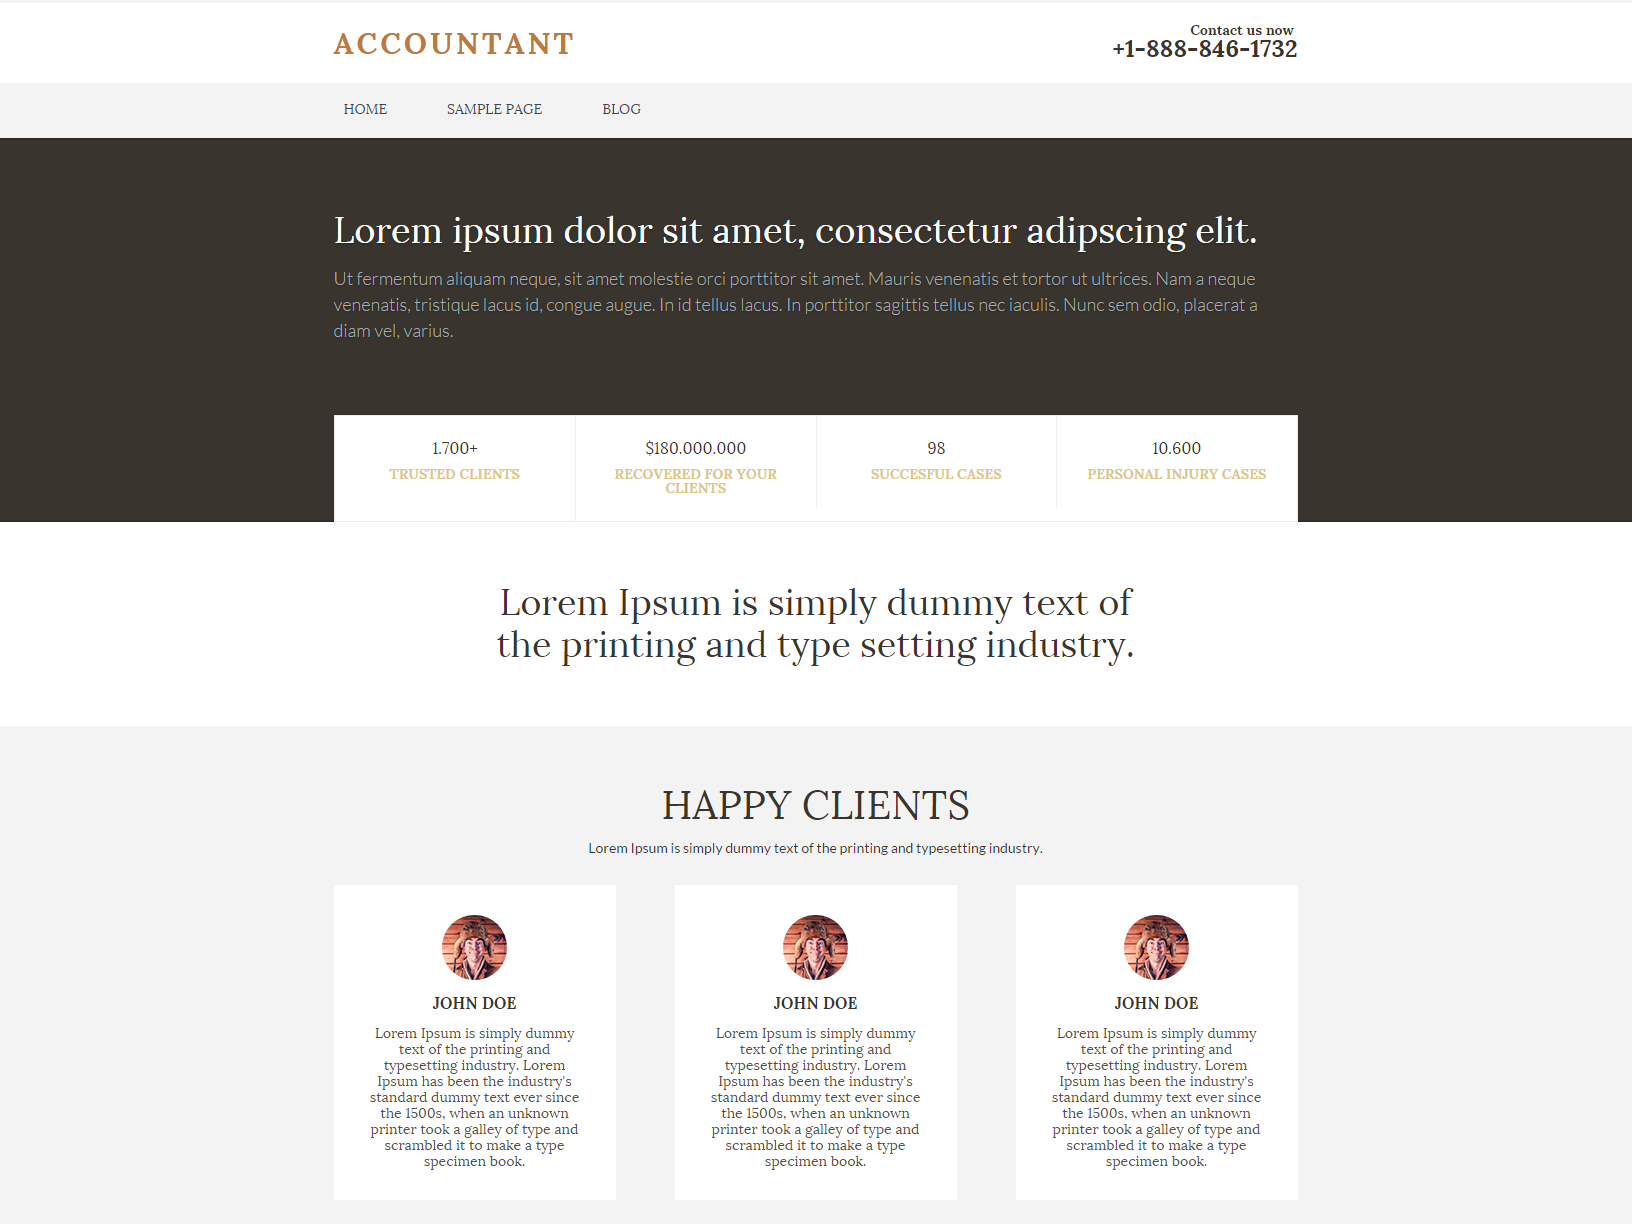 ACCOUNTANT
Contact us now
+1-888-846-1732
HOME
SAMPLE PAGE
BLOG
Lorem ipsum dolor sit amet, consectetur adipscing elit.
Ut fermentum aliquam neque, sit amet molestie orci porttitor sit amet. Mauris venenatis et tortor ut ultrices. Nam a neque
venenatis, tristique lacus id, congue augue. In id tellus lacus. In porttitor sagittis tellus nec iaculis. Nunc sem odio, placerat a
diam vel, varius.
1.700+
TRUSTED CLIENTS
$180.000.000
RECOVERED FOR YOUR
CLIENTS
98
SUCCESFUL CASES
10.600
PERSONAL INJURY CASES
Lorem Ipsum is simply dummy text of
the printing and type setting industry.
HAPPY CLIENTS
Lorem Ipsum is simply dummy text of the printing and typesetting industry.
JOHN DOE
Lorem Ipsum is simply dummy
text of the printing and
typesetting industry. Lorem
Ipsum has been the industry's
standard dummy text ever since
the 1500s, when an unknown
printer took a galley of type and
scrambled it to make a type
specimen book.
JOHN DOE
Lorem Ipsum is simply dummy
text of the printing and
typesetting industry. Lorem
Ipsum has been the industry's
standard dummy text ever since
the 1500s, when an unknown
printer took a galley of type and
scrambled it to make a type
specimen book.
JOHN DOE
Lorem Ipsum is simply dummy
text of the printing and
typesetting industry. Lorem
Ipsum has been the industry's
standard dummy text ever since
the 1500s, when an unknown
printer took a galley of type and
scrambled it to make a type
specimen book.